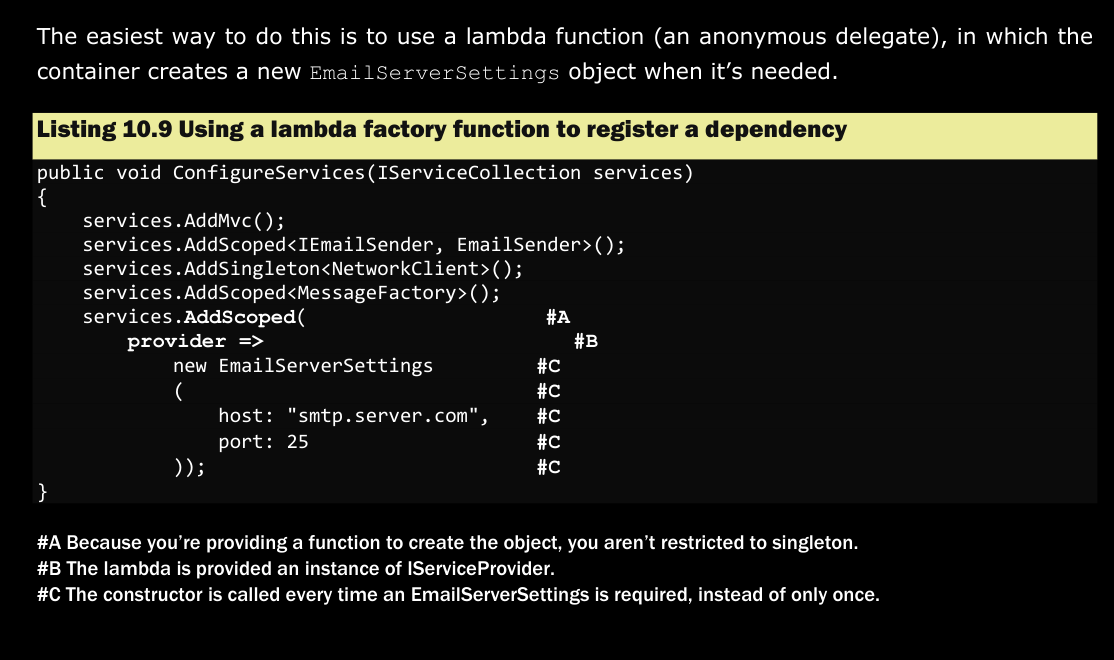 The easiest way to do this is to use a lambda function (an anonymous delegate), in which the
container creates a new EmailServerSettings object when it’s needed.
Listing 10.9 Using a lambda factory function to register a dependency
public void ConfigureServices(IServiceCollection services)
{
    services.AddMvc();
    services.AddScoped<IEmailSender, EmailSender>();
    services.AddSingleton<NetworkClient>();
    services.AddScoped<MessageFactory>();
    services.AddScoped(                     #A
        provider =>                           #B
            new EmailServerSettings         #C
            (                               #C
                host: "smtp.server.com",    #C
                port: 25                    #C
            ));                             #C
}
#A Because you’re providing a function to create the object, you aren’t restricted to singleton.
#B The lambda is provided an instance of IServiceProvider.
#C The constructor is called every time an EmailServerSettings is required, instead of only once.